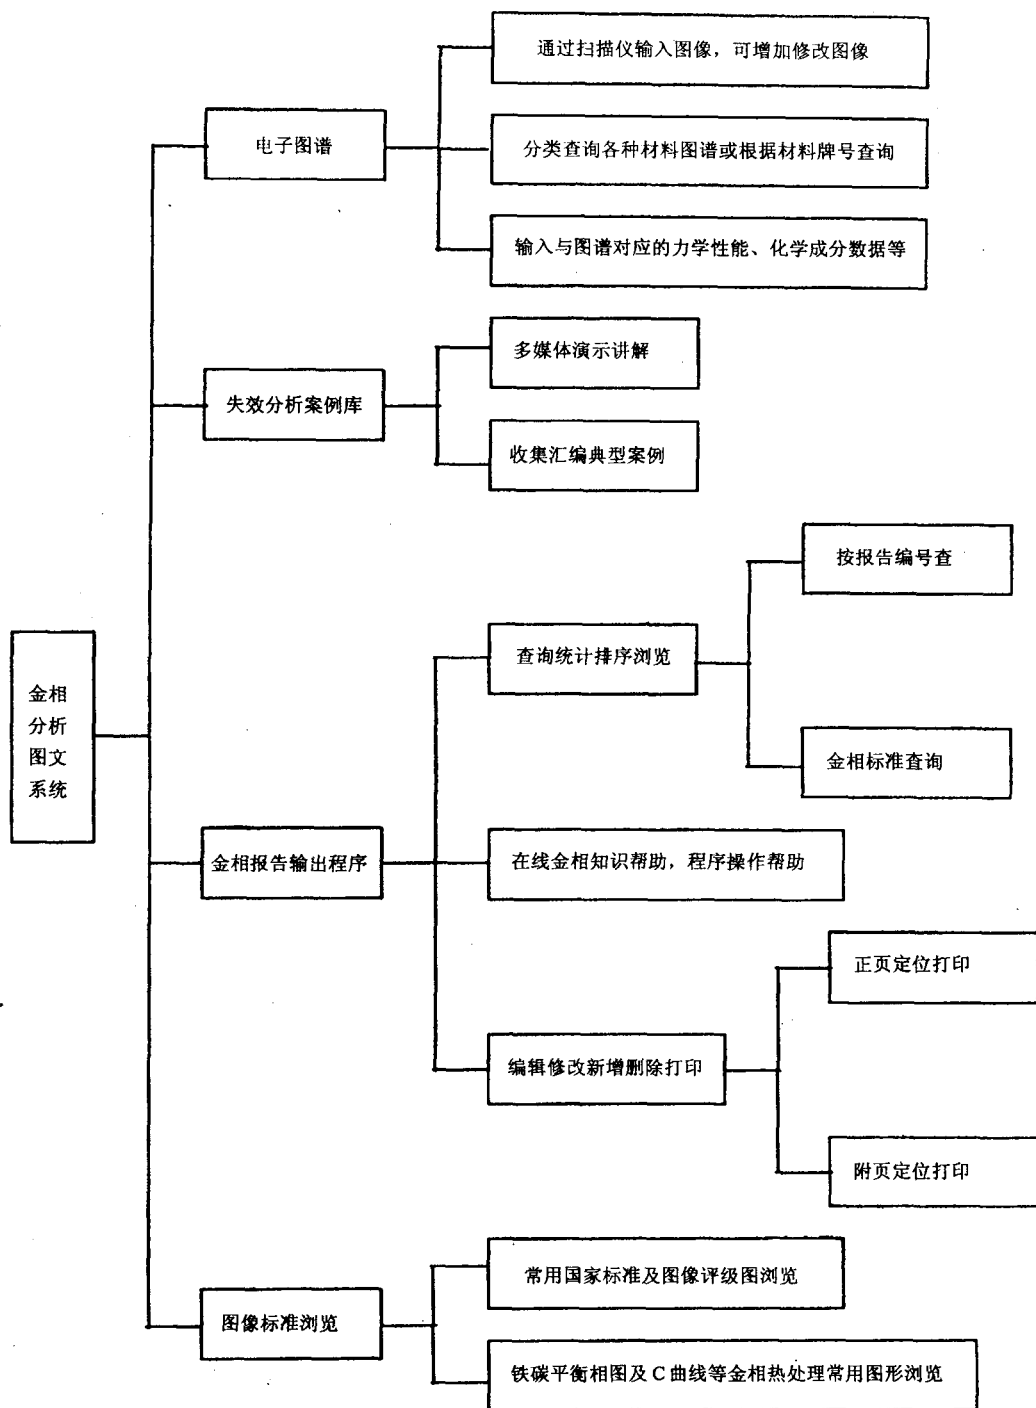 通过扫描仪输入图像，可增加修改图像
电子图谱
分类查询各种材料图谱或根据材料牌号查询
输入与图谱对应的力学性能、化学成分数据等
多媒体演示讲解
失效分析案例库
收集汇编典型案例
按报告编号查
查询统计排序浏览
金相
分析
图文
系统
金相标准查询
金相报告输出程序
在线金相知识帮助，程序操作帮助
正页定位打印
编辑修改新增删除打印
附页定位打印
常用国家标准及图像评级图浏览
图像标准浏览
铁碳平衡相图及C曲线等金相热处理常用图形浏览